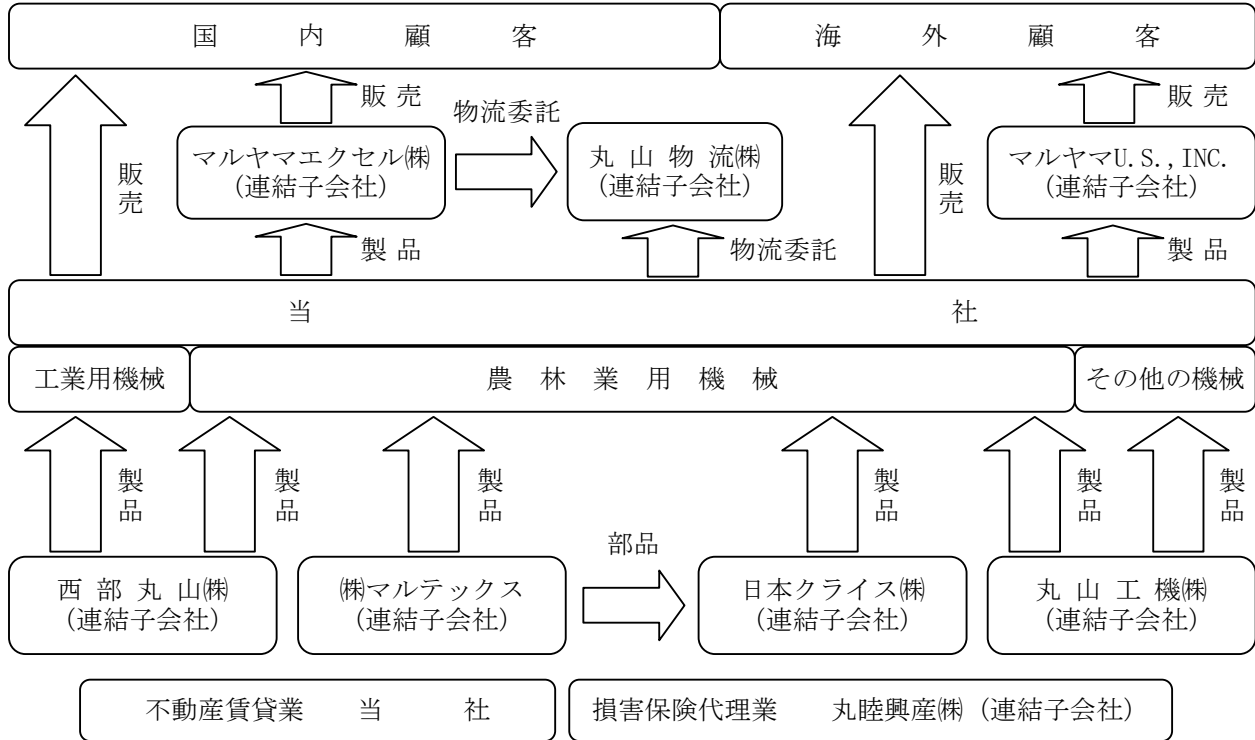 国内顧客
海外顧客
販売
物流委託
販売
マルヤマエクセル㈱
(連結子会社)
丸山物流㈱
(連結子会社)
マルヤマU.S.,INC.
(連結子会社)
販売
販売
製品
物流委託
製品
当社
工業用機械
農林業用機械
その他の機械
製品
製品
製品
製品
製品
製品
部品
西部丸山㈱
(連結子会社)
㈱マルテックス
(連結子会社)
日本クライス㈱
(連結子会社)
丸山工機㈱
(連結子会社)
不動産賃貸業 当社
損害保険代理業 丸睦興産㈱(連結子会社)